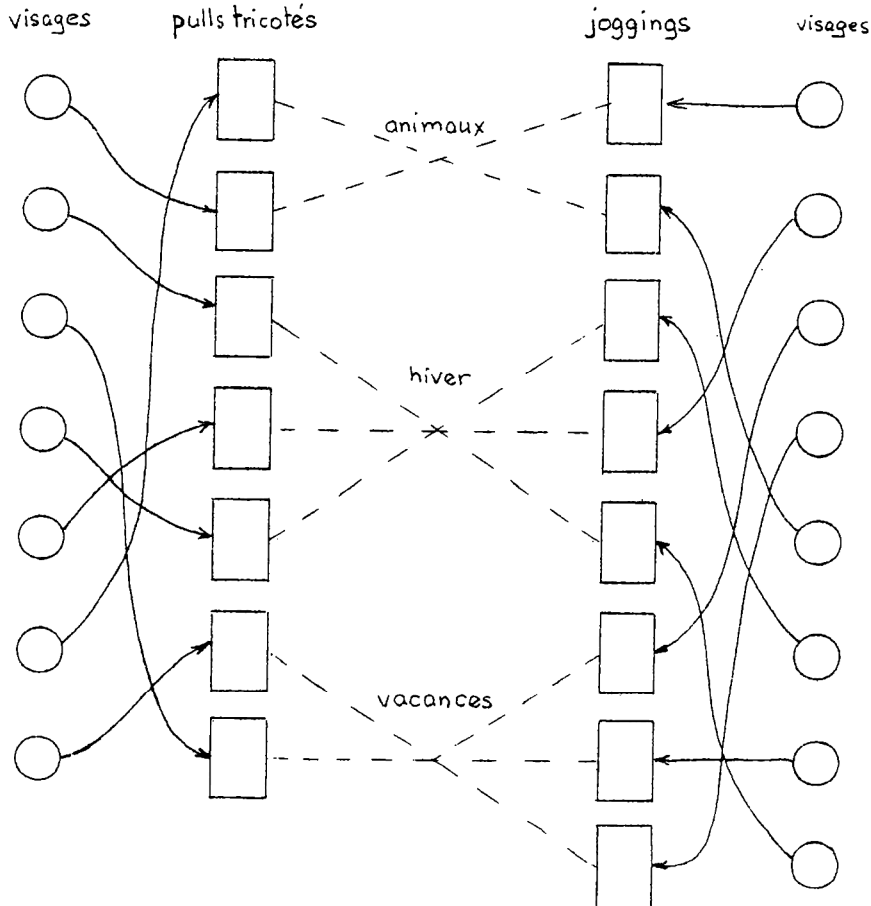 visages pulls tricotés joggings visages
animaux
hiver
vacances